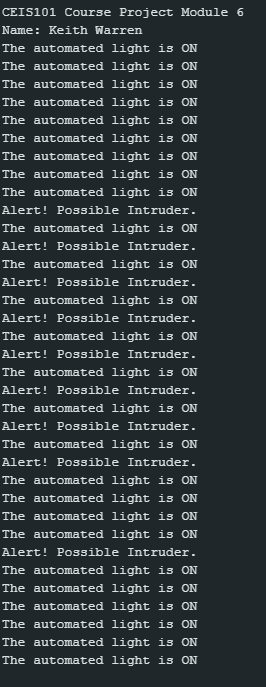 CEIS101 Course Project Module 6
Name: Keith Warren
The automated light is ON
The automated light is ON
The automated light is ON
The automated light is ON
The automated light is ON
The automated light is ON
The automated light is ON
The automated light is ON
The automated light is ON
Alert! Possible Intruder.
The automated light is ON
Alert! Possible Intruder.
The automated light is ON
Alert! Possible Intruder.
The automated light is ON
Alert! Possible Intruder.
The automated light is ON
Alert! Possible Intruder.
The automated light is ON
Alert! Possible Intruder.
The automated light is ON
Alert! Possible Intruder.
The automated light is ON
Alert! Possible Intruder.
The automated light is ON
The automated light is ON
The automated light is ON
The automated light is ON
Alert! Possible Intruder.
The automated light is ON
The automated light is ON
The automated light is ON
The automated light is ON
The automated light is ON
The automated light is ON